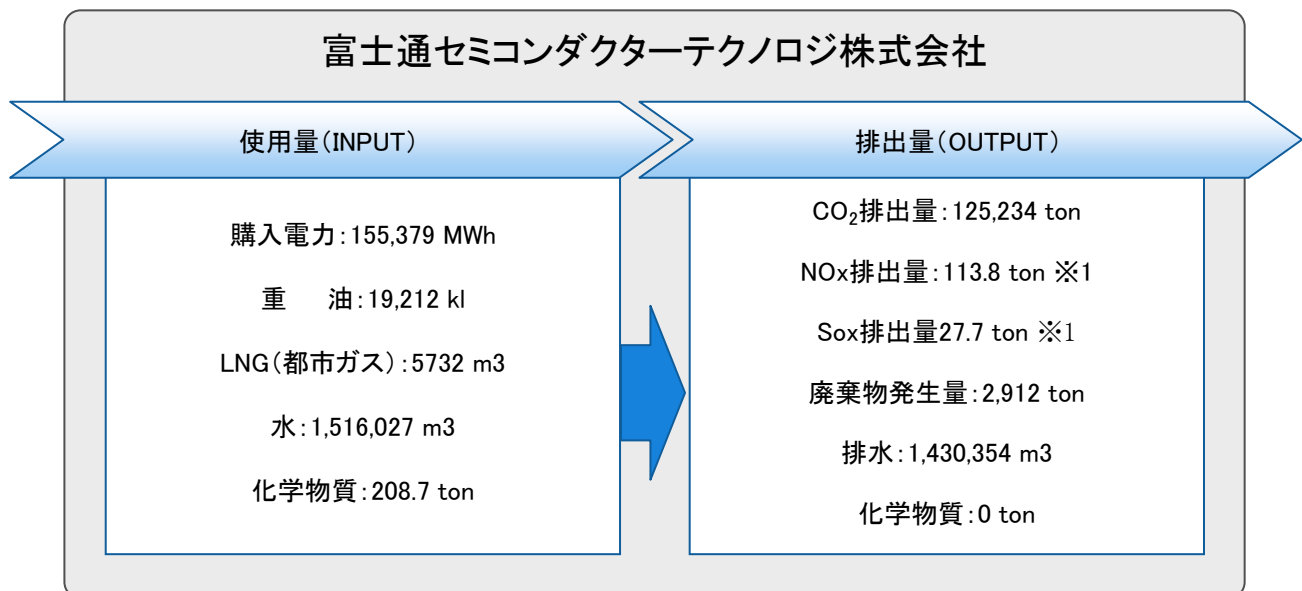 富士通セミコンダクターテクノロジ株式会社
使用量(INPUT)
購入電力:155,379 MWh
重　油:19,212 kl
LNG(都市ガス):5732 m3
水:1,516,027 m3
化学物質:208.7 ton
排出量(OUTPUT)
CO₂排出量:125,234 ton
NOx排出量:113.8 ton ※1
Sox排出量27.7 ton ※1
廃棄物発生量:2,912 ton
排水:1,430,354 m3
化学物質:0 ton